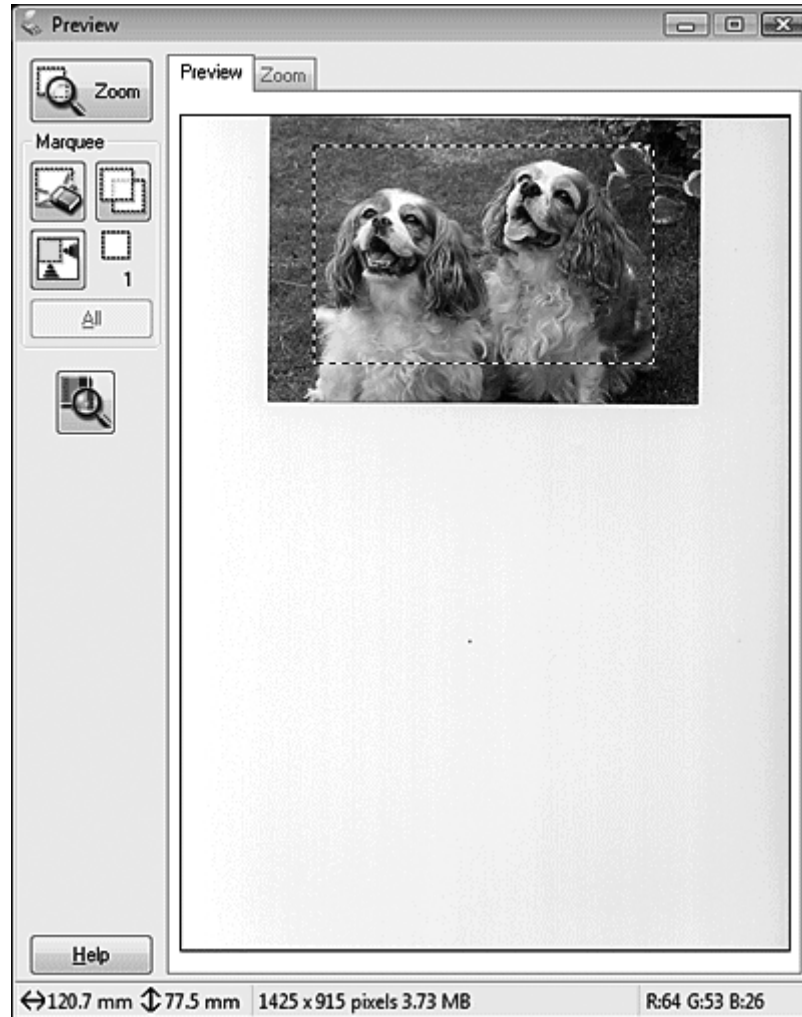 Preview
Zoom
Preview Zoom
Marquee
1
All
Help
120.7 mm 77.5 mm 1425 x 915 pixels 3.73 MB R:64 G:53 B:26